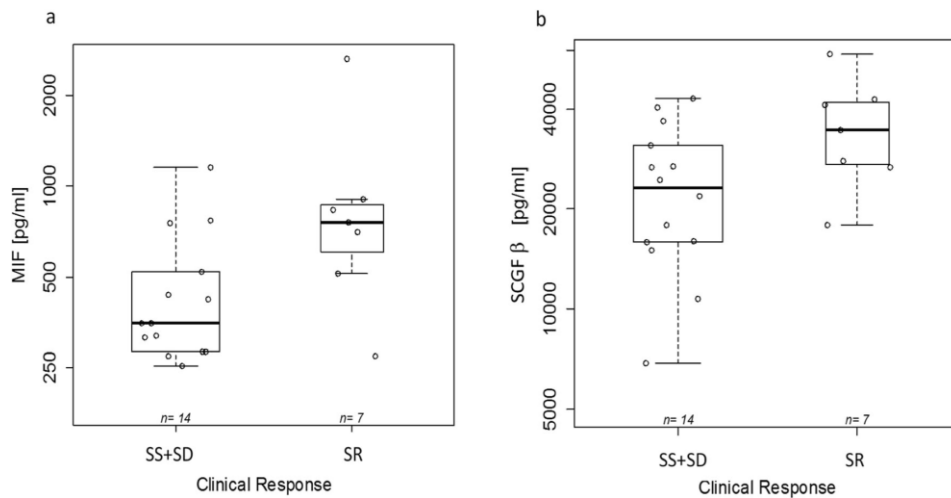 a
MIF [pg/ml]
2000
1000
500
250
n= 14
n= 7
SS+SD
SR
Clinical Response
b
SCGF β [pg/ml]
40000
20000
10000
5000
n= 14
n= 7
SS+SD
SR
Clinical Response